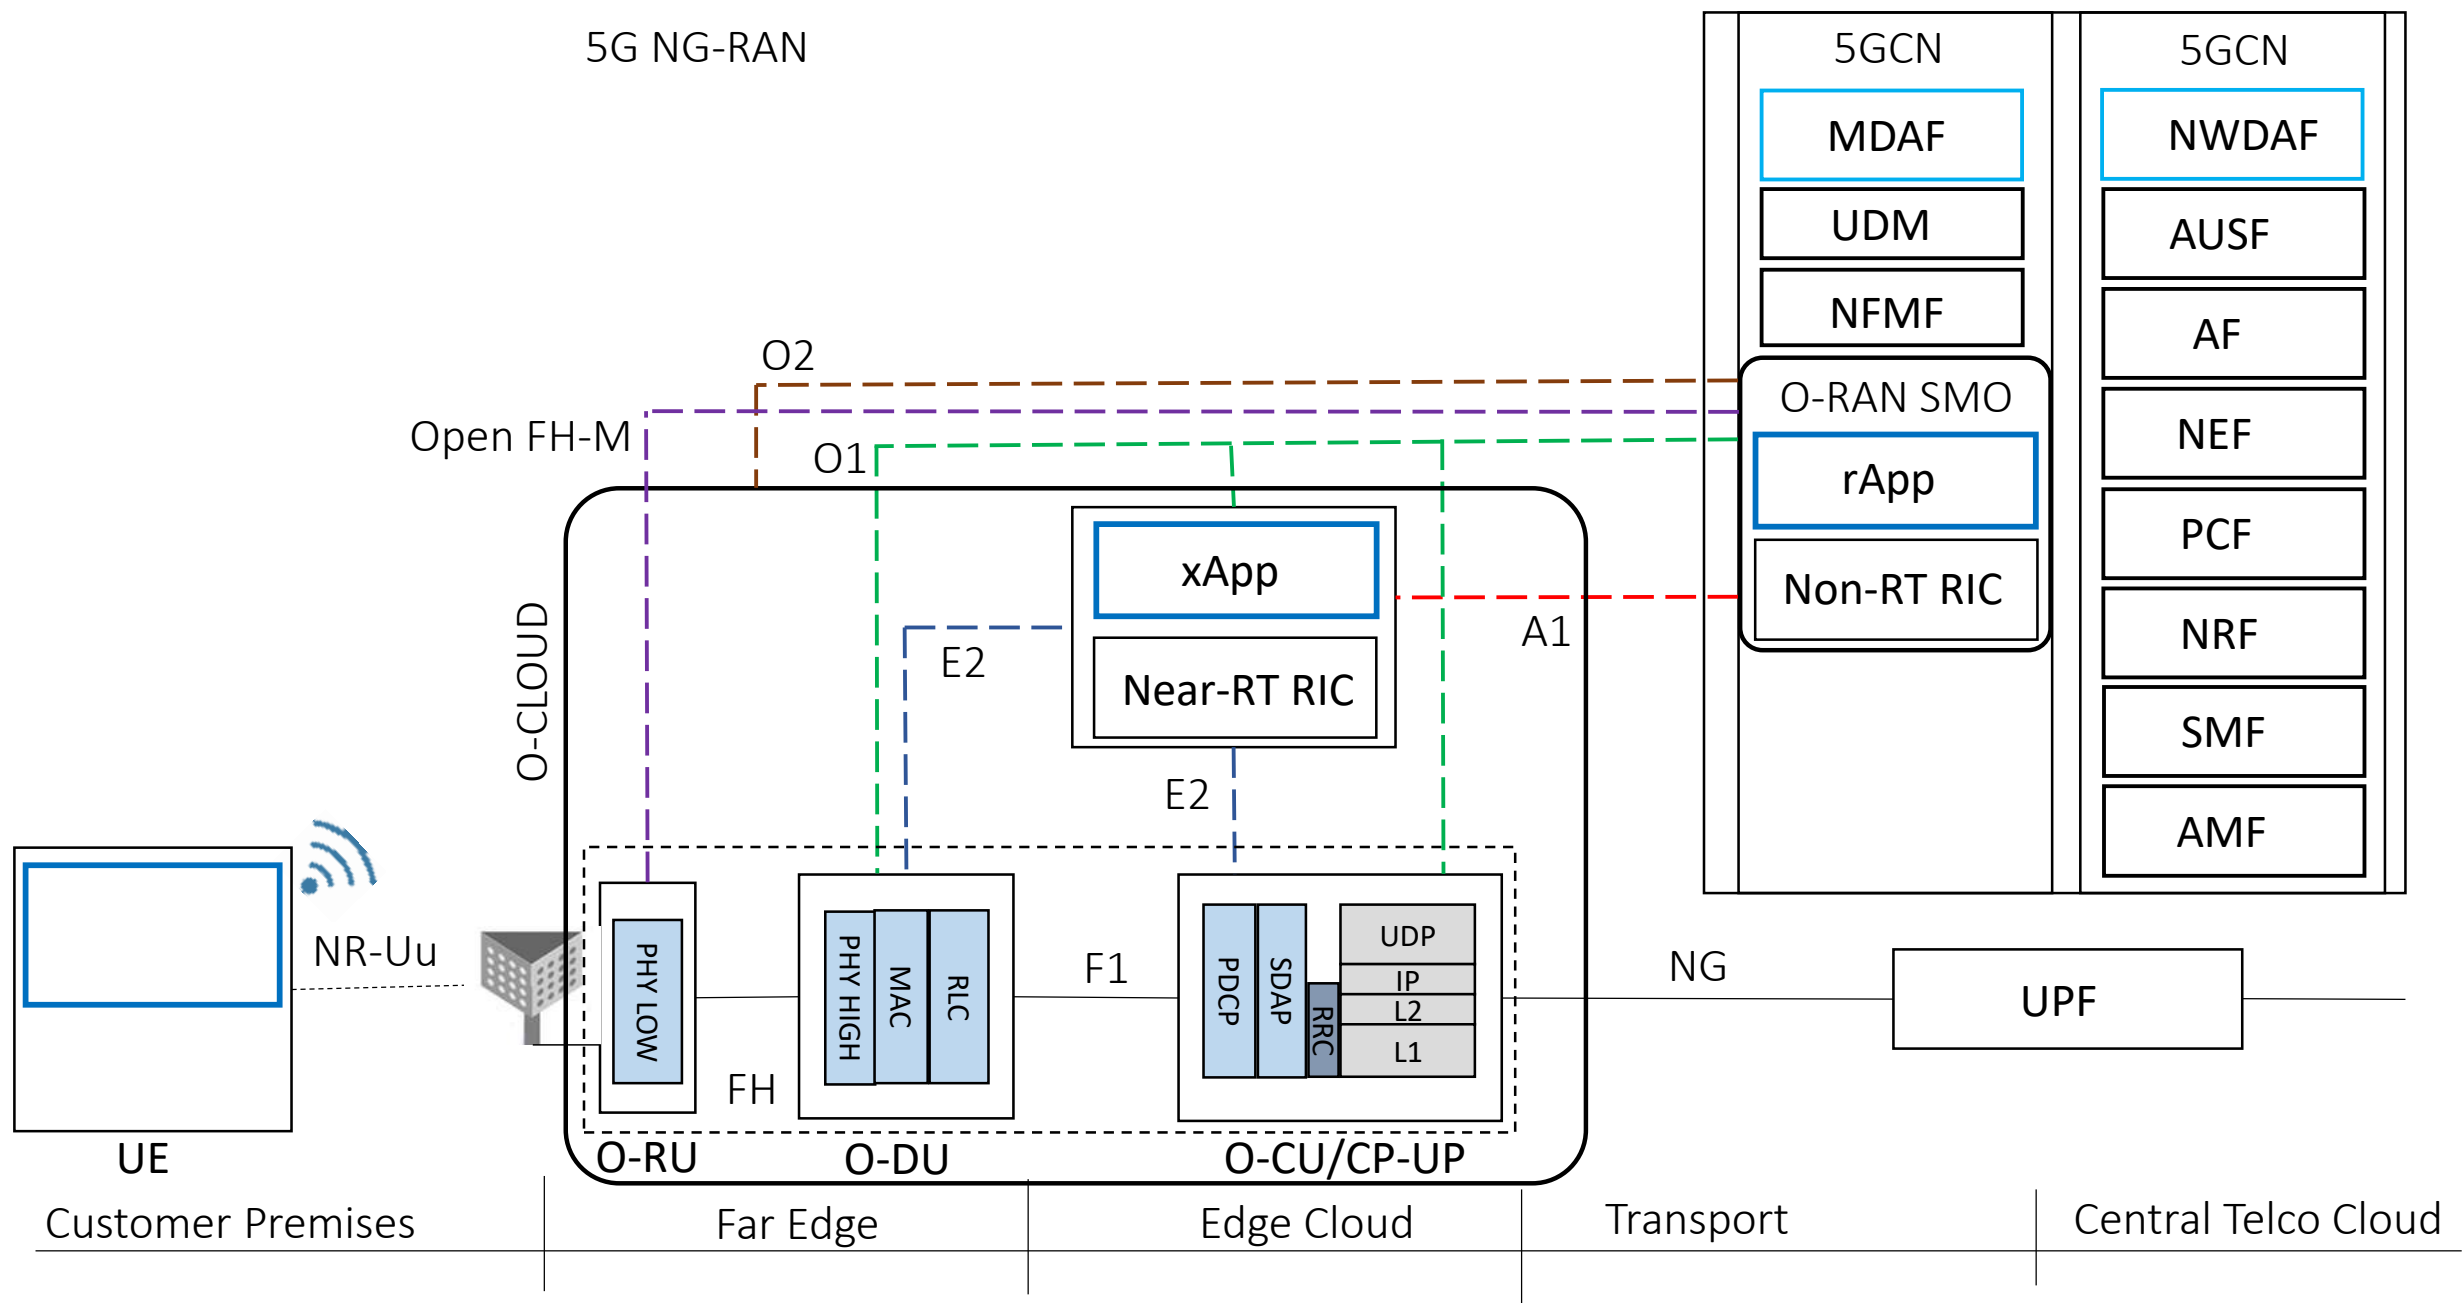 5G NG-RAN
5GCN
MDAF
UDM
NFMF
O-RAN SMO
rApp
Non-RT RIC
5GCN
NWDAF
AUSF
AF
NEF
PCF
NRF
SMF
AMF
O2
Open FH-M
O1
O-CLOUD
xApp
Near-RT RIC
A1
E2
E2
NR-Uu
UE
PHY LOW
FH
PHY HIGH
MAC
RLC
F1
PDCP
SDAP
RRC
UDP
IP
L2
L1
NG
UPF
O-RU
O-DU
O-CU/CP-UP
Customer Premises
Far Edge
Edge Cloud
Transport
Central Telco Cloud